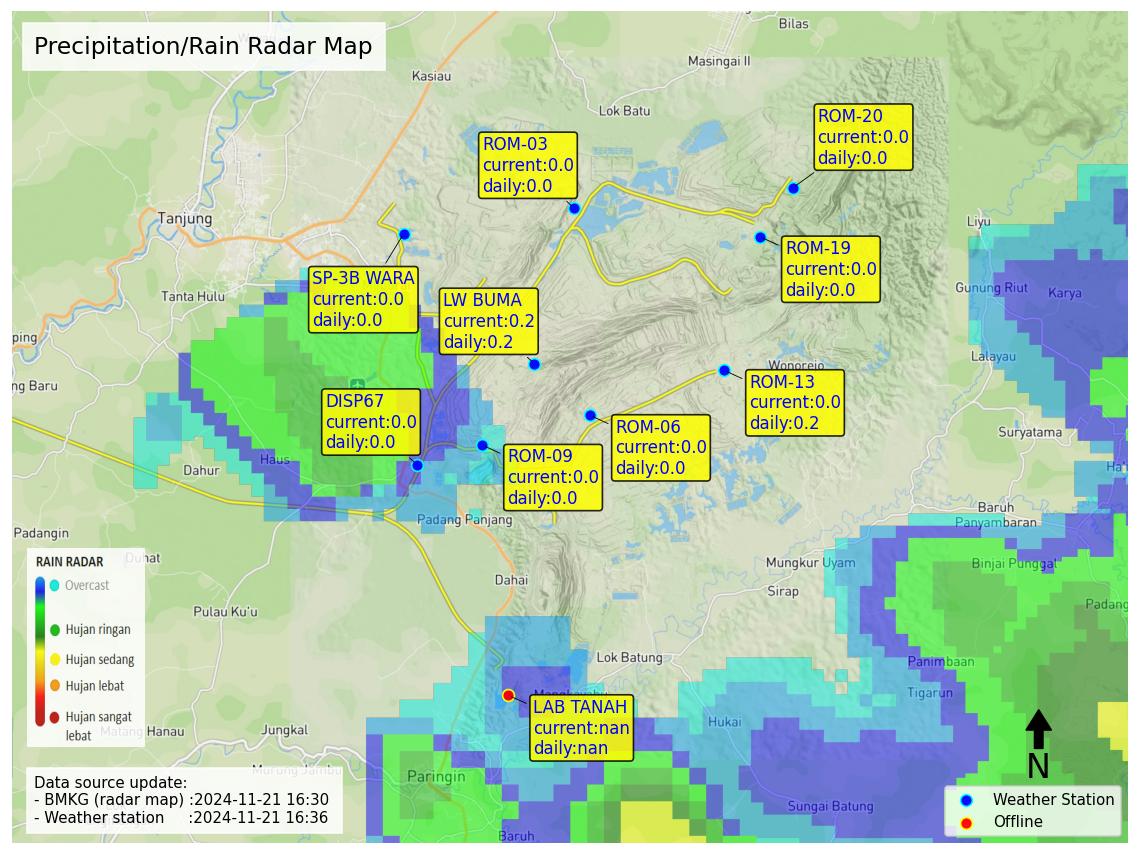 Precipitation/Rain Radar Map
Bilas
Masingai II
Kasiau
Lok Batu
ROM-20
current:0.0
daily:0.0
ROM-03
current:0.0
daily:0.0
Tanjung
Liyu
ROM-19
current:0.0
daily:0.0
SP-3B WARA
current:0.0
daily:0.0
Tanta Hulu
LW BUMA
current:0.2
daily:0.2
Gunung Riut
Karya
ping
Lalayau
Wonorejo
ng Baru
ROM-13
current:0.0
daily:0.2
DISP67
current:0.0
daily:0.0
ROM-06
current:0.0
daily:0.0
Suryatama
ROM-09
current:0.0
daily:0.0
Haus
Dahur
Ha
Baruh
Panyambaran
Padang Panjang
Padangin
Duhat
Mungkur Uyam
Binjai Punggal
Dahai
Sirap
Padang
Pulau Ku'u
RAIN RADAR
Overcast
Hujan ringan
Hujan sedang
Hujan lebat
Hujan sangat
lebat
Lok Batung
Panimbaan
Tigarun
LAB TANAH
current:nan
daily:nan
Hukai
Matang Hanau
Jungkal
Murung Jambu
Paringin
Data source update:
- BMKG (radar map) :2024-11-21 16:30
- Weather station :2024-11-21 16:36
N
Weather Station
Offline
Sungai Batung
Baruh